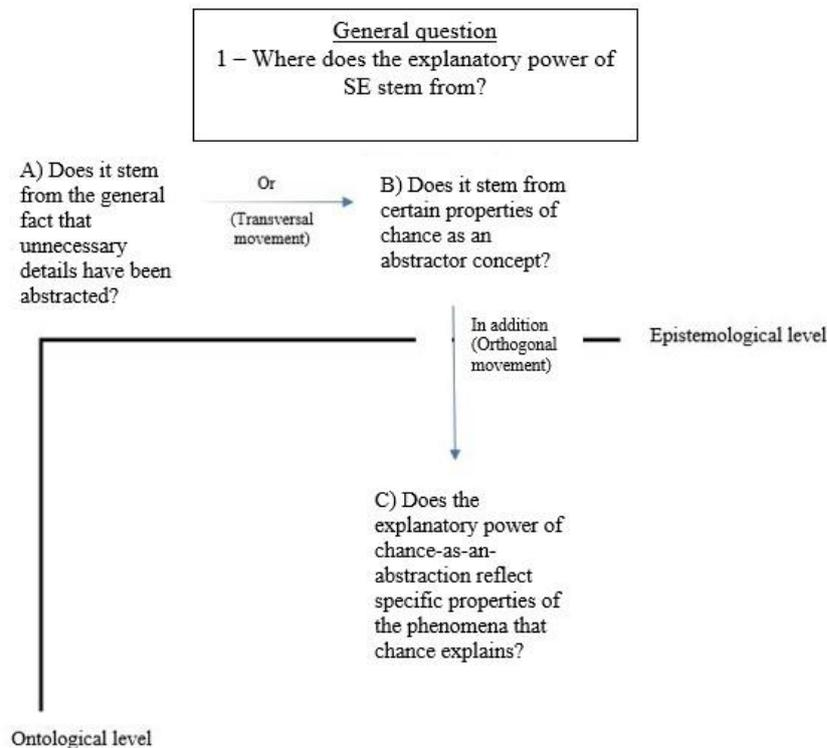 General question
1 – Where does the explanatory power of
SE stem from?
A) Does it stem
from the general
fact that
unnecessary
details have been
abstracted?
Or
(Transversal
movement)
B) Does it stem from
certain properties of
chance as an
abstractor concept?
In addition
(Orthogonal
movement)
Epistemological level
C) Does the
explanatory power of
chance-as-an-
abstraction reflect
specific properties of
the phenomena that
chance explains?
Ontological level